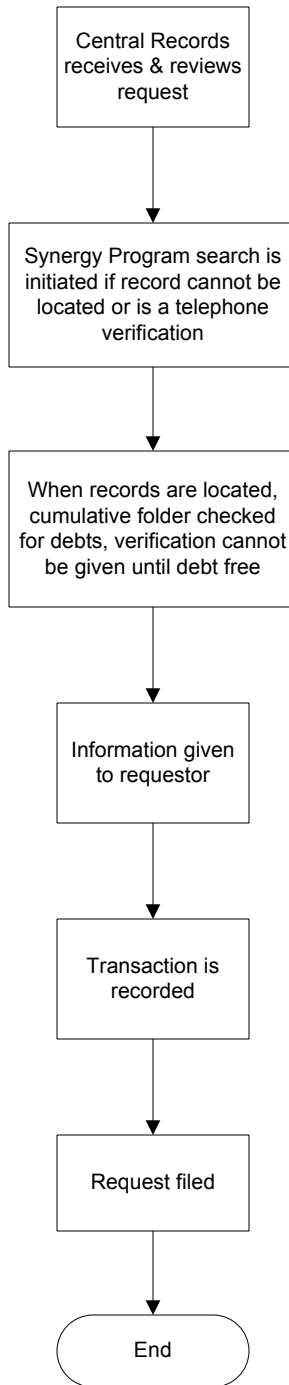 Central Records
receives & reviews
request
Synergy Program search is
initiated if record cannot be
located or is a telephone
verification
When records are located,
cumulative folder checked
for debts, verification cannot
be given until debt free
Information given
to requestor
Transaction is
recorded
Request filed
End